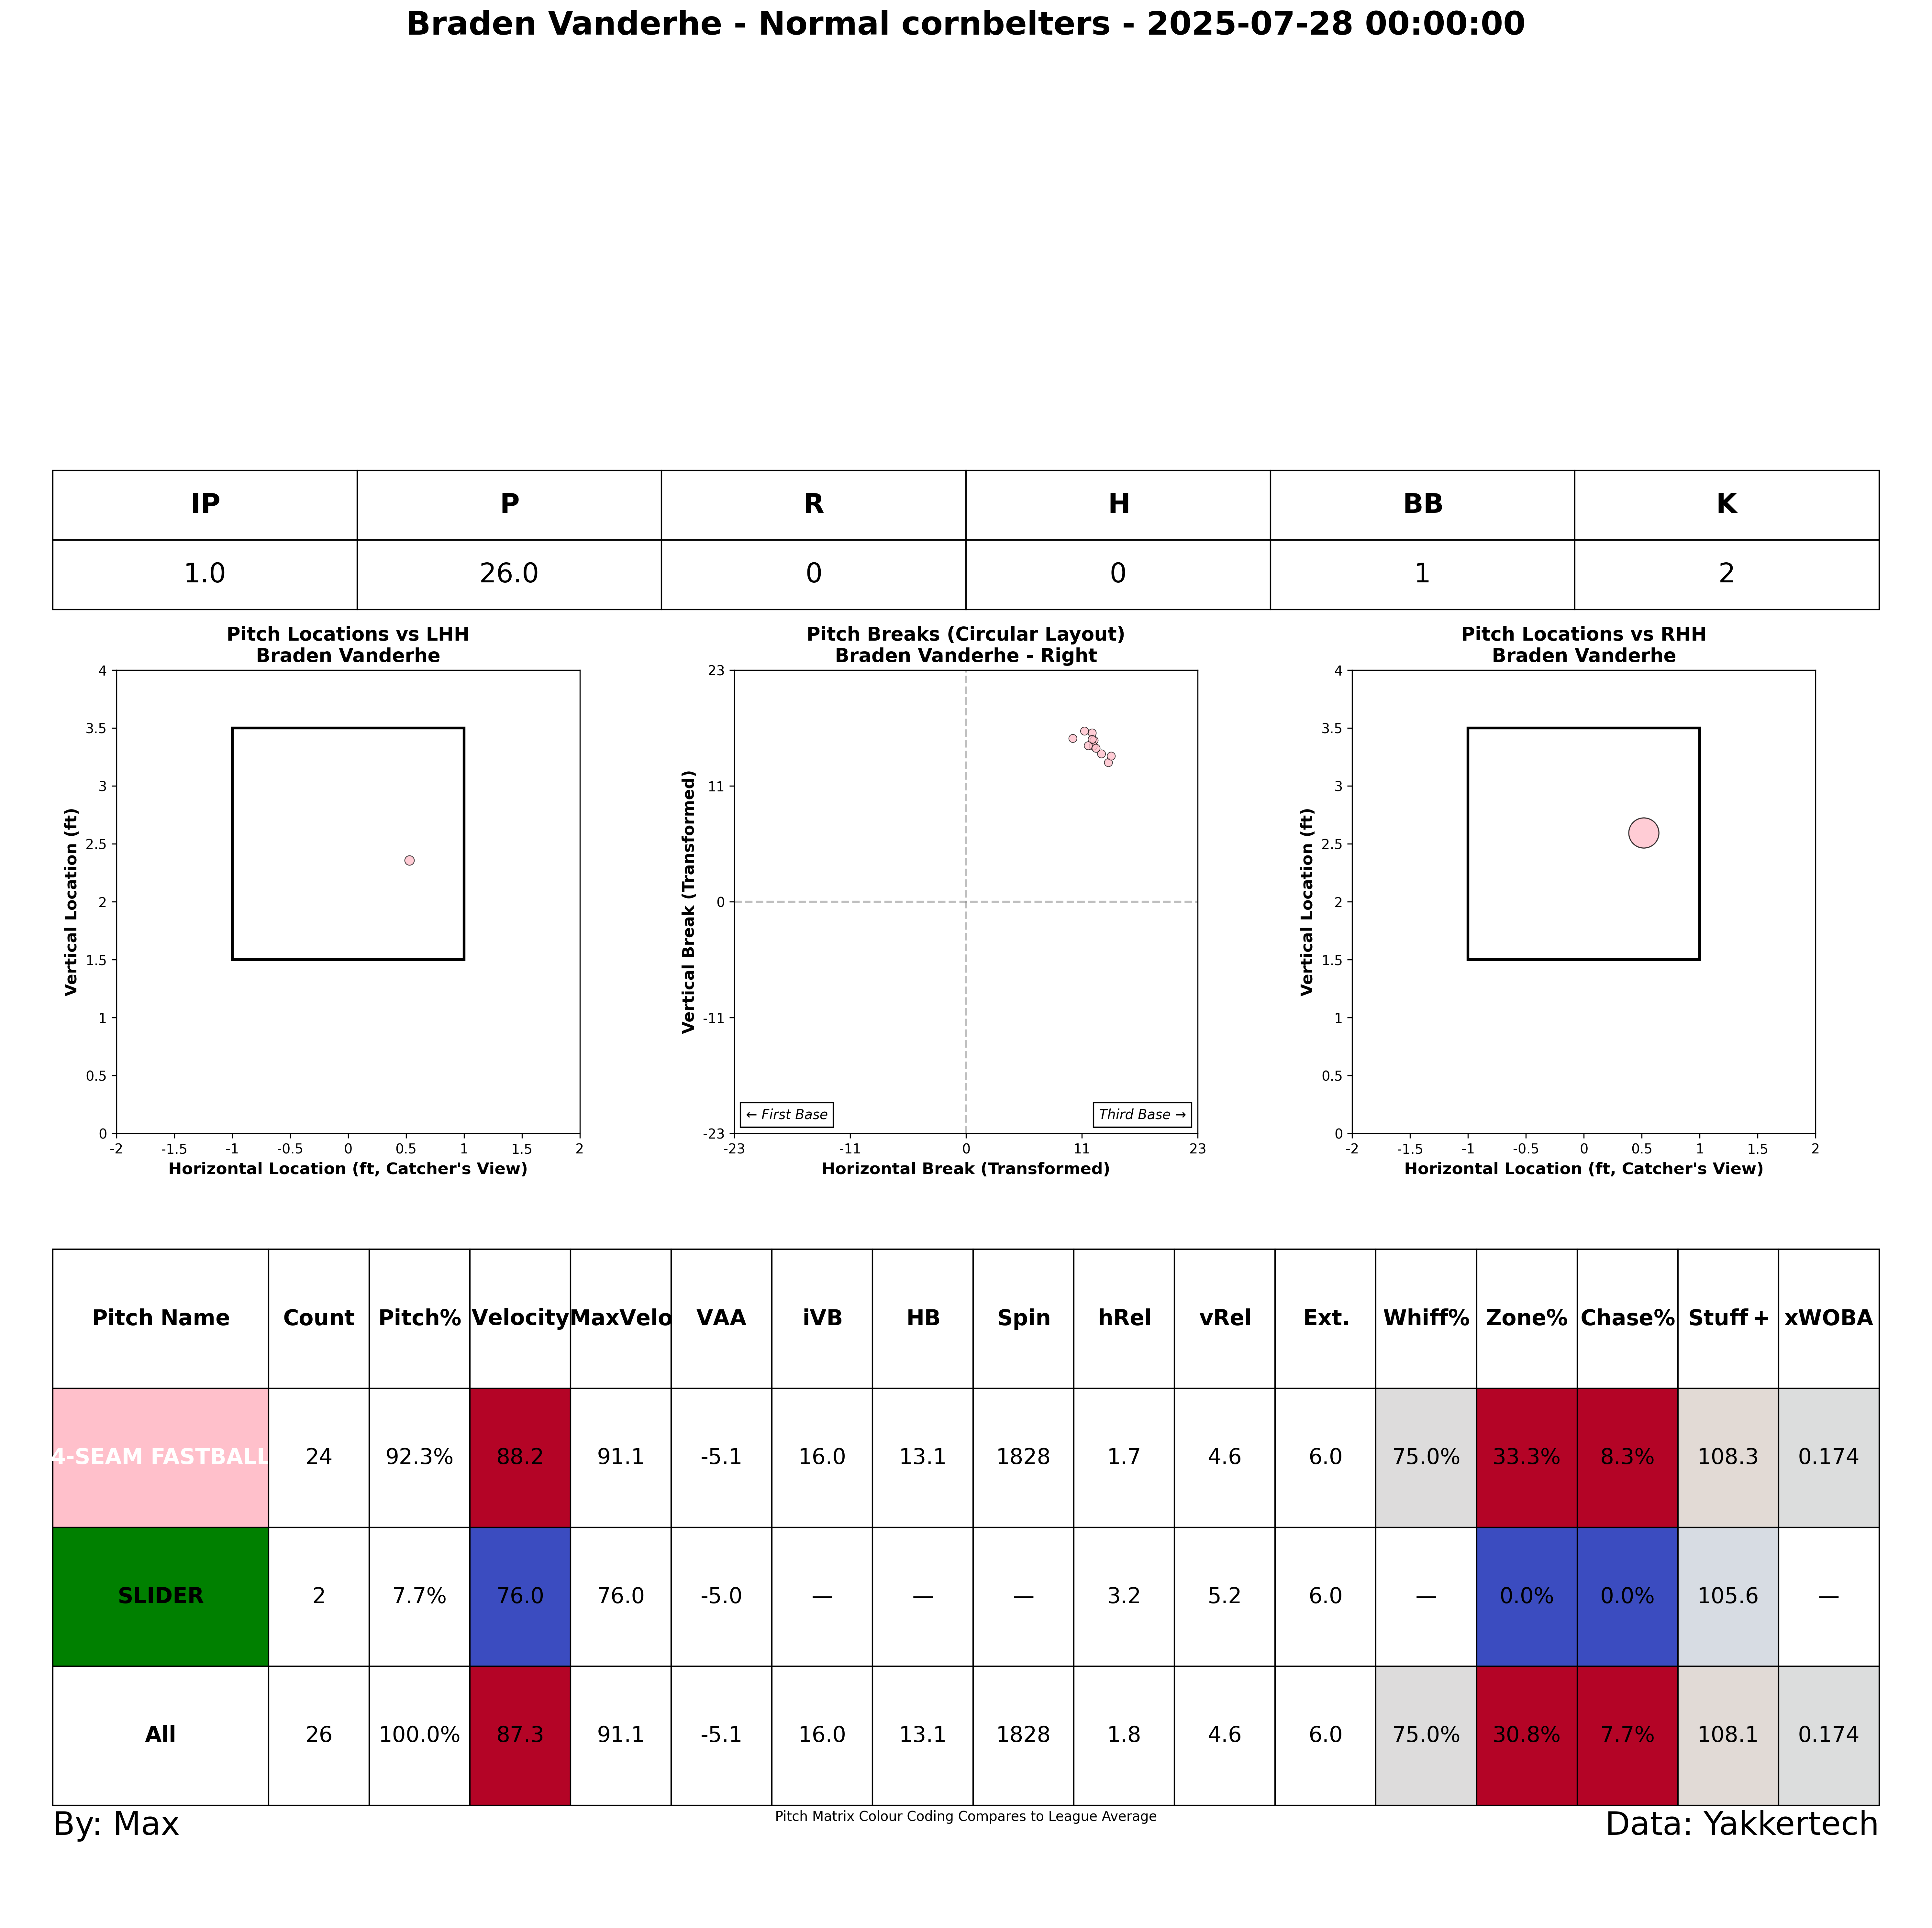 Braden Vanderhe - Normal cornbelters - 2025-07-28 00:00:00
IP P R H BB K
1.0 26.0 0 0 1 2
Pitch Locations vs LHH
Braden Vanderhe
4
3.5
3
2.5
2
1.5
1
0.5
0
-2 -1.5 -1 -0.5 0 0.5 1 1.5 2
Vertical Location (ft)
Horizontal Location (ft, Catcher's View)
Pitch Breaks (Circular Layout)
Braden Vanderhe - Right
23
11
0
-11
-23
-23 -11 0 11 23
Vertical Break (Transformed)
← First Base
Third Base →
Horizontal Break (Transformed)
Pitch Locations vs RHH
Braden Vanderhe
4
3.5
3
2.5
2
1.5
1
0.5
0
-2 -1.5 -1 -0.5 0 0.5 1 1.5 2
Vertical Location (ft)
Horizontal Location (ft, Catcher's View)
Pitch Name Count Pitch% Velocity MaxVelo VAA iVB HB Spin hRel vRel Ext. Whiff% Zone% Chase% Stuff+ xWOBA
4-SEAM FASTBALL 24 92.3% 88.2 91.1 -5.1 16.0 13.1 1828 1.7 4.6 6.0 75.0% 33.3% 8.3% 108.3 0.174
SLIDER 2 7.7% 76.0 76.0 -5.0 — — — 3.2 5.2 6.0 — 0.0% 0.0% 105.6 —
All 26 100.0% 87.3 91.1 -5.1 16.0 13.1 1828 1.8 4.6 6.0 75.0% 30.8% 7.7% 108.1 0.174
By: Max
Pitch Matrix Colour Coding Compares to League Average
Data: Yakkertech